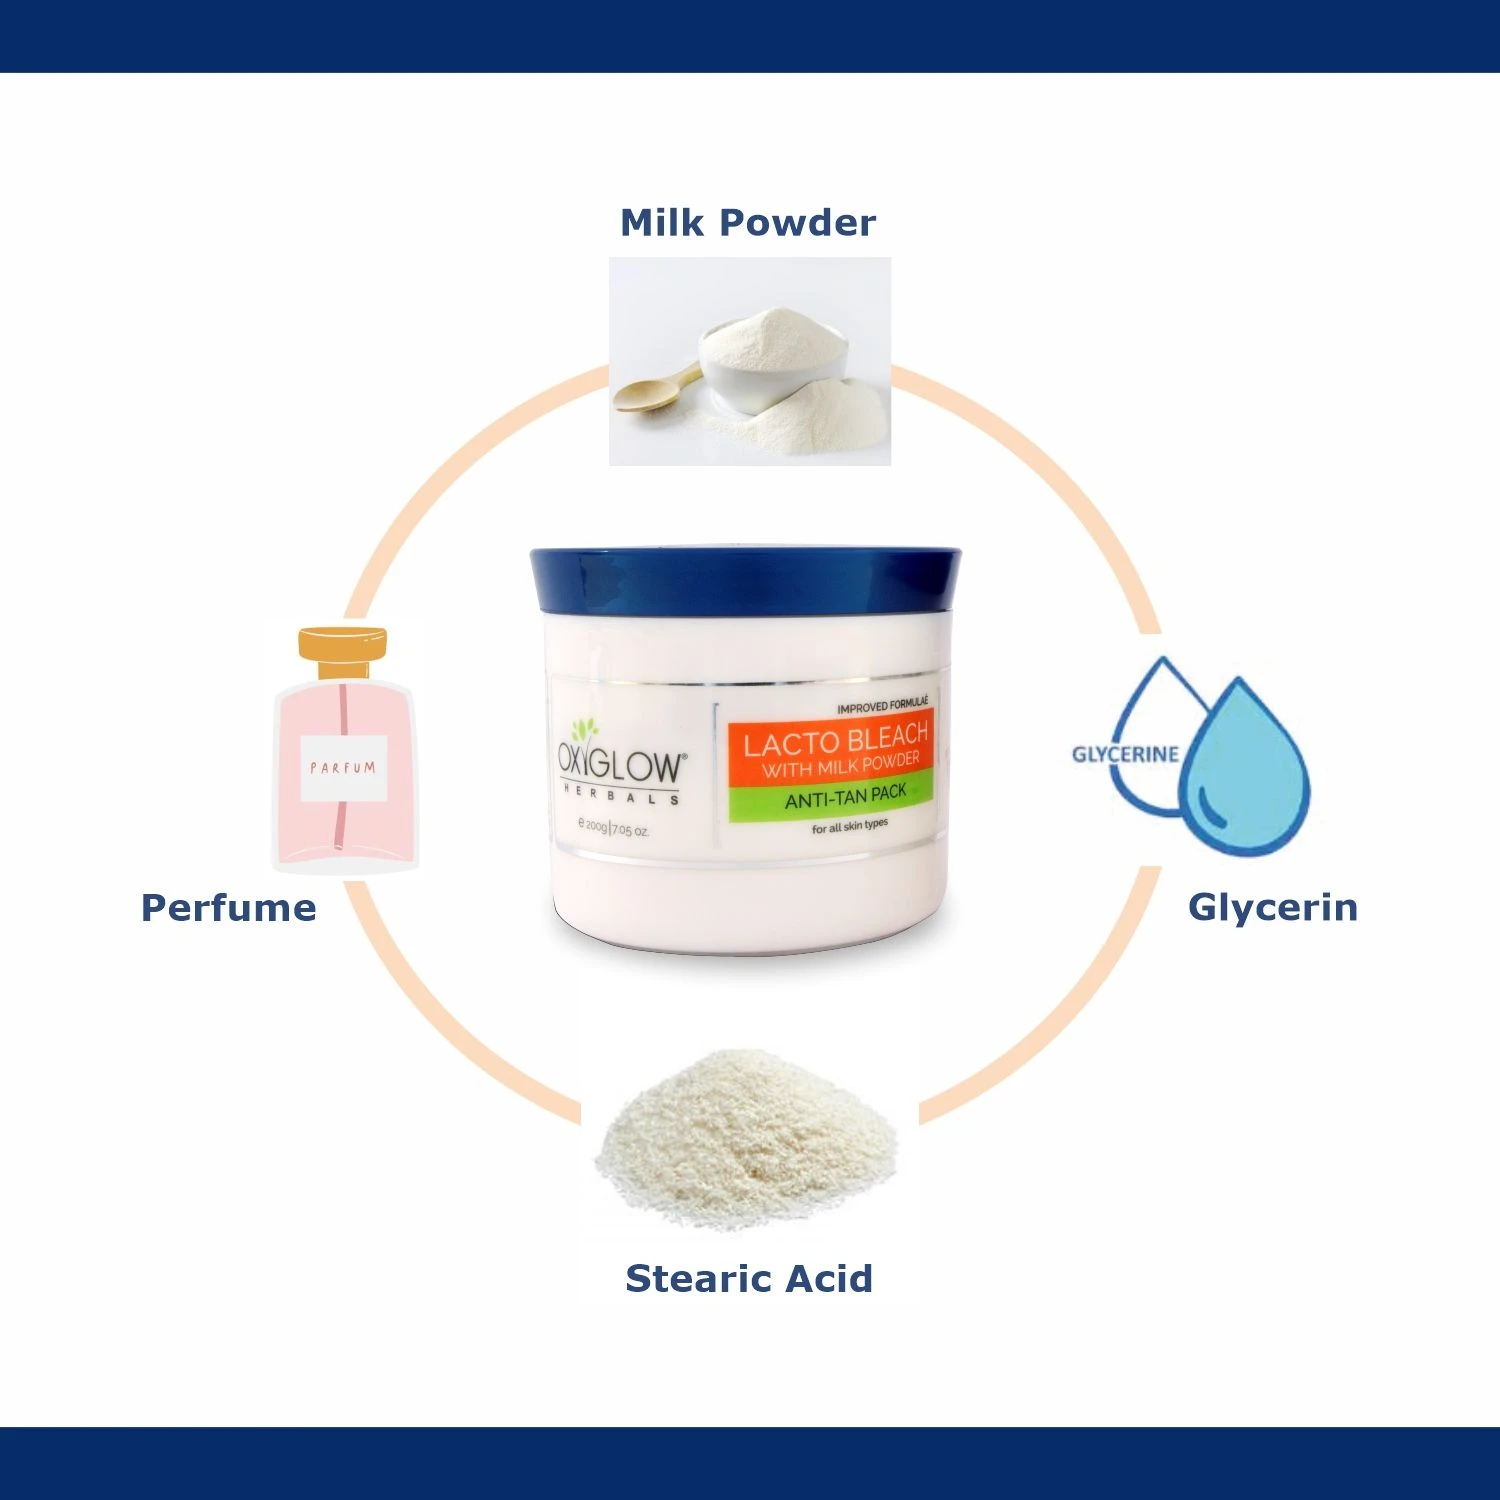 Milk Powder
IMPROVED FORMULAÉ
LACTO BLEACH
WITH MILK POWDER
ANTI-TAN PACK
for all skin types
OXYGLOW®
HERBALS
e 200g|7.05 oz.
PARFUM
Perfume
GLYCERINE
Glycerin
Stearic Acid